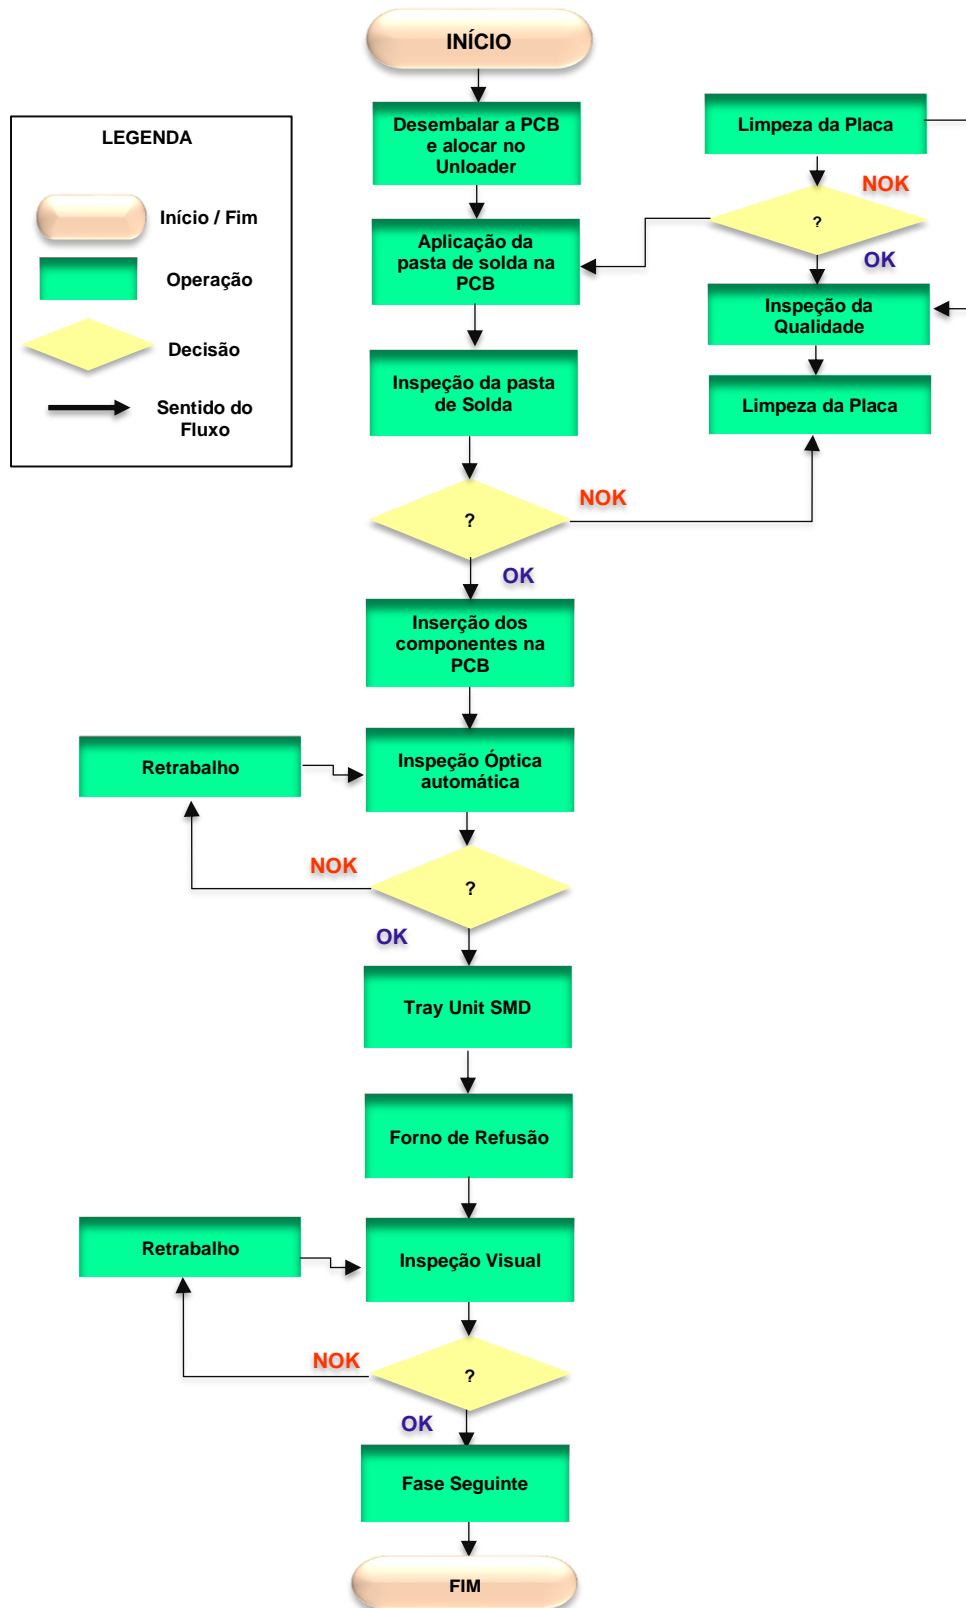 INÍCIO
LEGENDA
Início / Fim
Operação
Decisão
Sentido do
Fluxo
Desembalar a PCB
e alocar no
Unloader
Limpeza da Placa
NOK
?
OK
Aplicação da
pasta de solda na
PCB
Inspeção da
Qualidade
Inspeção da pasta
de Solda
Limpeza da Placa
NOK
?
OK
Inserção dos
componentes na
PCB
Retrabalho
Inspeção Óptica
automática
NOK
?
OK
Tray Unit SMD
Forno de Refusão
Retrabalho
Inspeção Visual
NOK
?
OK
Fase Seguinte
FIM